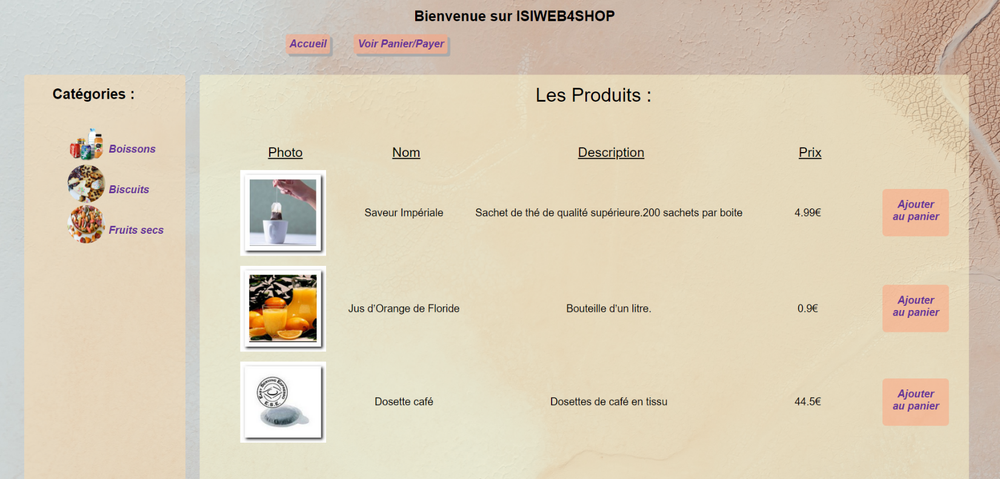 Bienvenue sur ISIWEB4SHOP
Accueil
Voir Panier/Payer
Catégories :
Boissons
Biscuits
Fruits secs
Les Produits :
Photo
Nom
Description
Prix
Saveur Impériale
Sachet de thé de qualité supérieure.200 sachets par boite
4.99€
Ajouter
au panier
Jus d’Orange de Floride
Bouteille d’un litre.
0.9€
Ajouter
au panier
EASY SERVING ESPRESSO
E.S.E.
Dosette café
Dosettes de café en tissu
44.5€
Ajouter
au panier